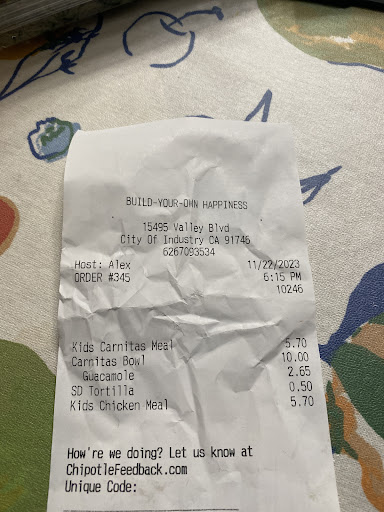 BUILD-YOUR-OWN HAPPINESS
15495 Valley Blvd
City Of Industry CA 91746
6267093534
Host: Alex 11/22/2023
ORDER #345 6:15 PM
10246
Kids Carnitas Meal 5.70
Carnitas Bowl 10.00
Guacamole 2.65
SD Tortilla 0.50
Kids Chicken Meal 5.70
How're we doing? Let us know at
ChipotleFeedback.com
Unique Code: